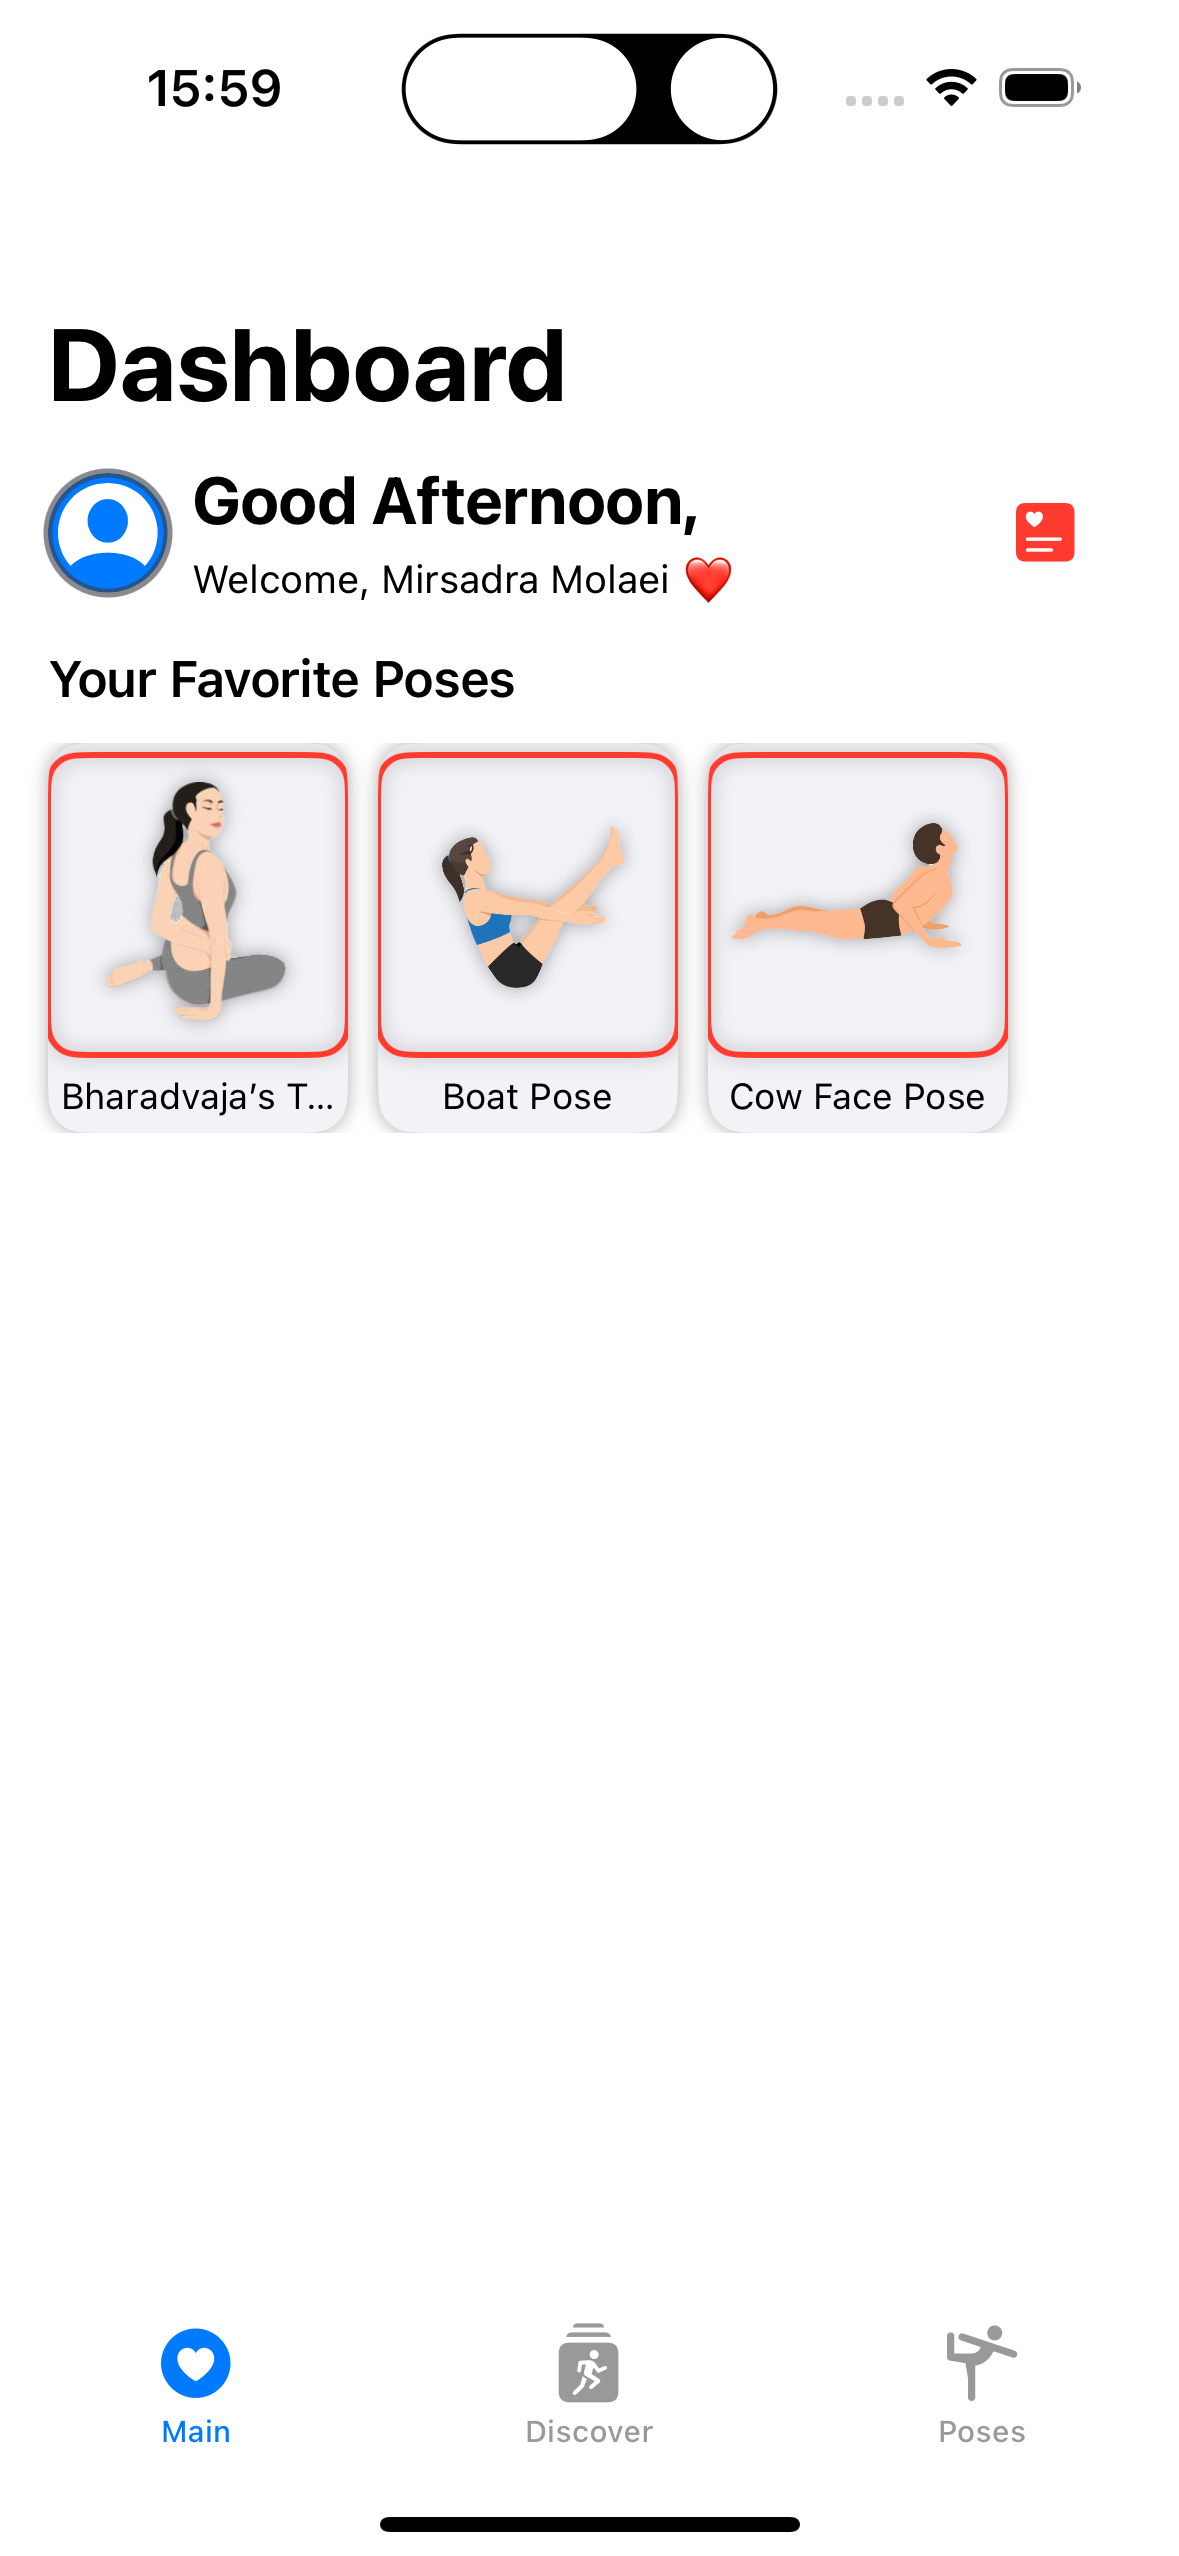 15:59
Dashboard
Good Afternoon,
Welcome, Mirsadra Molaei ❤️
Your Favorite Poses
Bharadvaja’s T...
Boat Pose
Cow Face Pose
Main
Discover
Poses